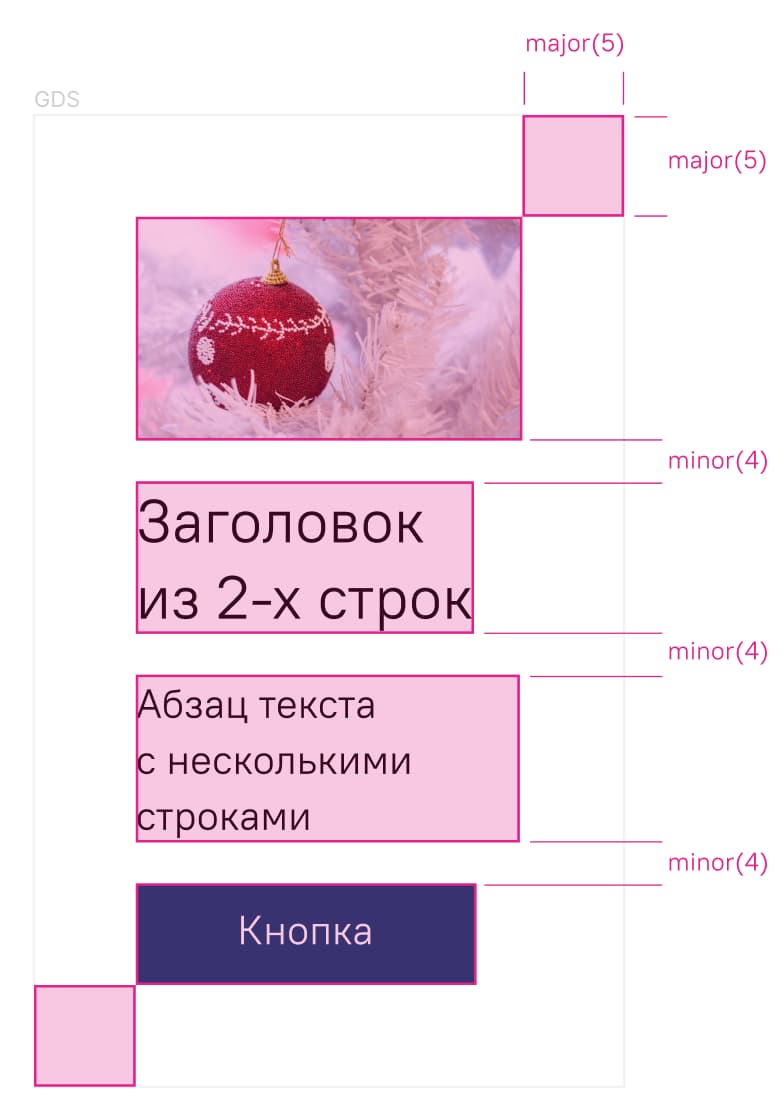 major(5)
GDS
major(5)
minor(4)
Заголовок
из 2-х строк
minor(4)
Абзац текста
с несколькими
строками
minor(4)
Кнопка